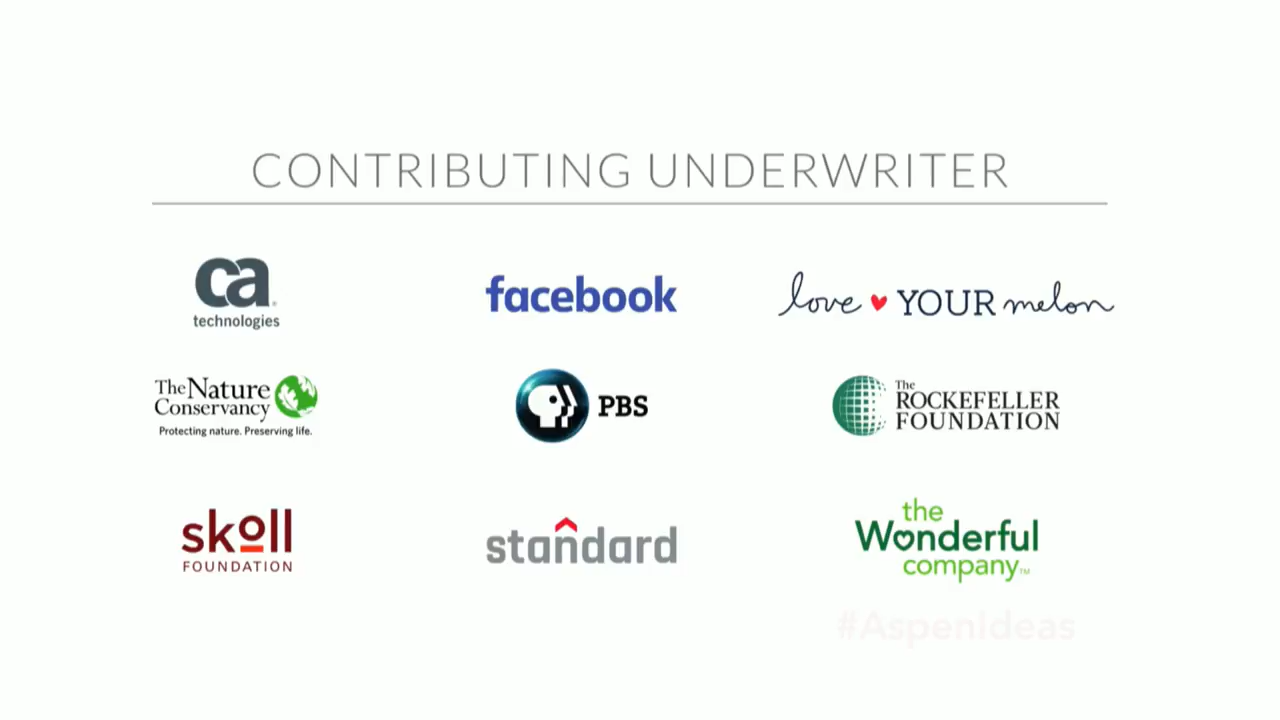 CONTRIBUTING UNDERWRITER
ca
technologies
facebook
love YOUR melon
The Nature
Conservancy
Protecting nature. Preserving life.
PBS
The
ROCKEFELLER
FOUNDATION
skoll
FOUNDATION
standard
the
Wonderful
company™
#AspenIdeas